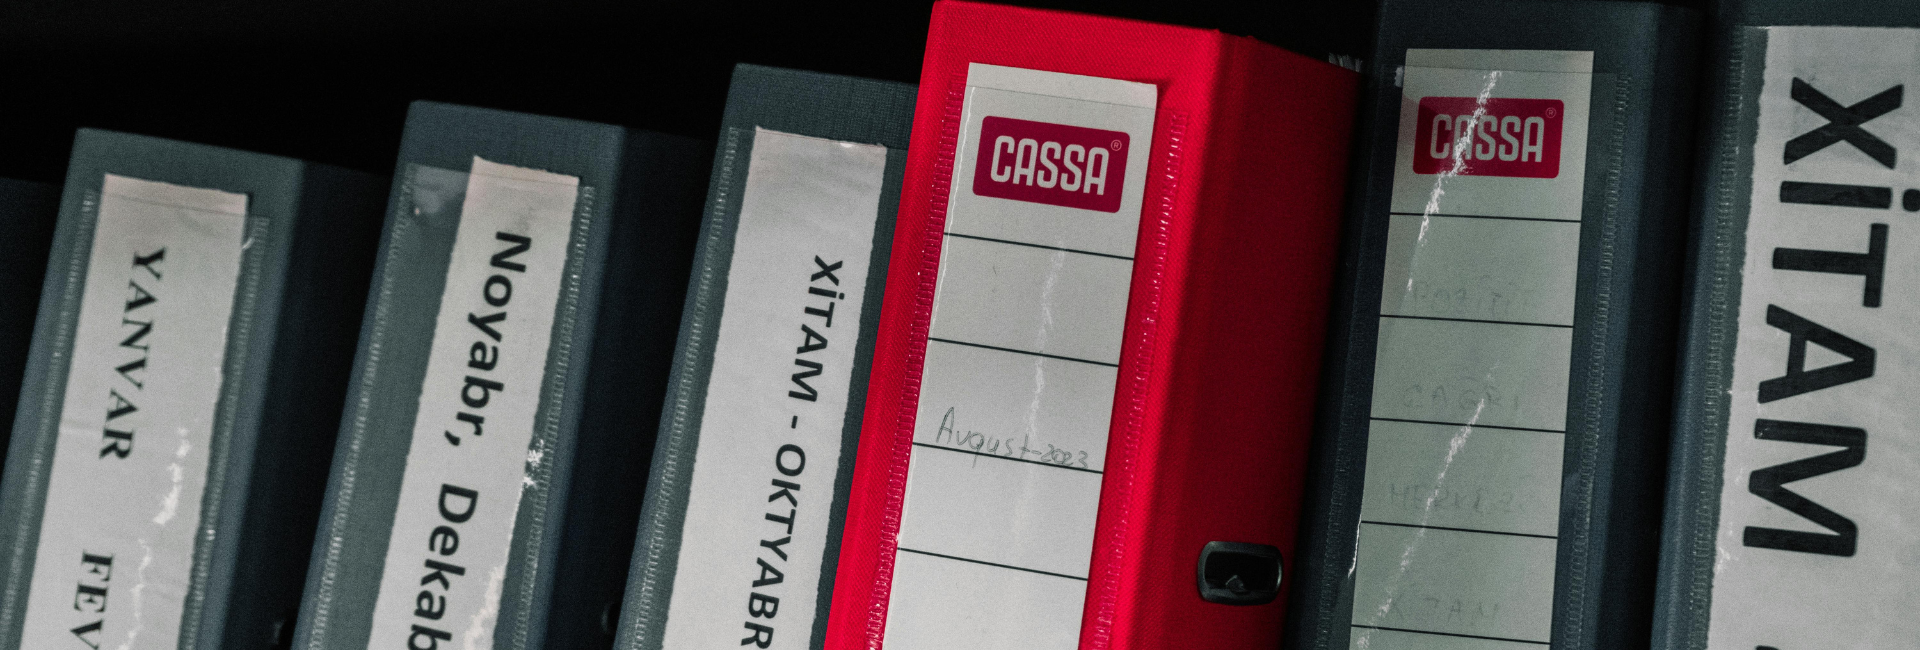 YANVAR FEV
Noyabr, Dekab
XİTAM - OKTYABR
CASSA®
August-2023
CASSA®
XİTAM